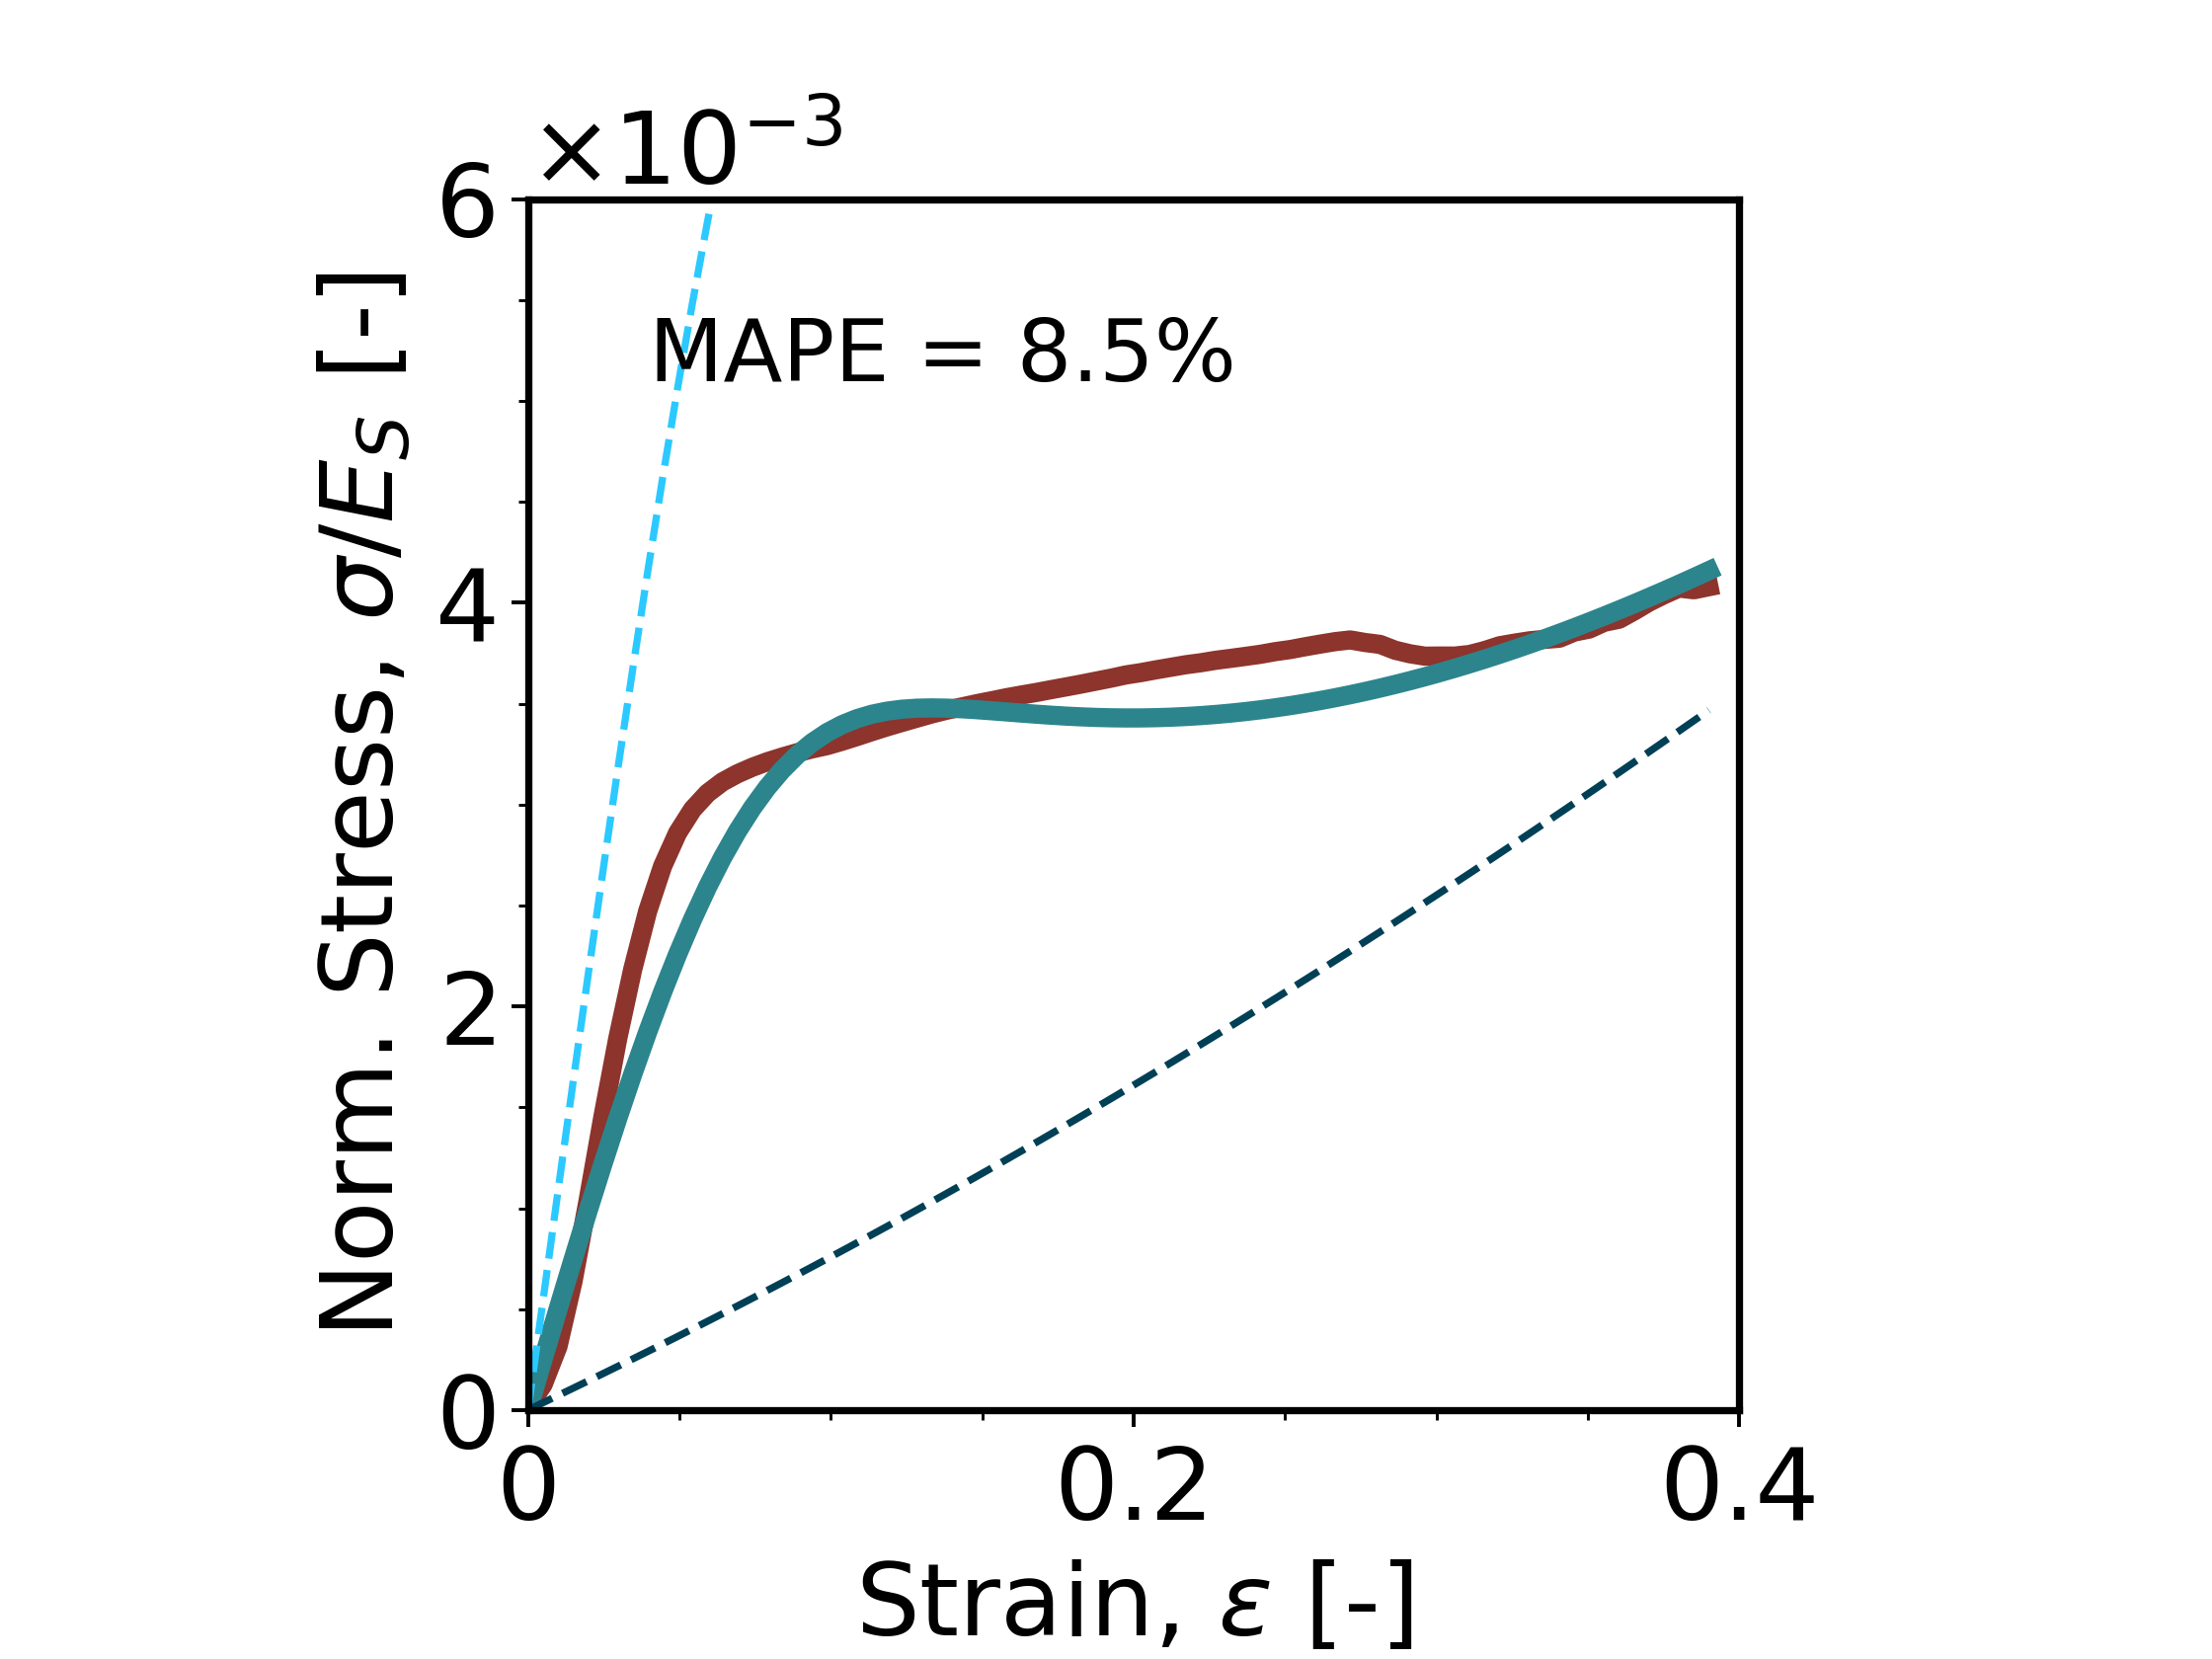 ×10⁻³
6
MAPE = 8.5%
4
2
0
Norm. Stress, σ/E_S [-]
0
0.2
0.4
Strain, ε [-]